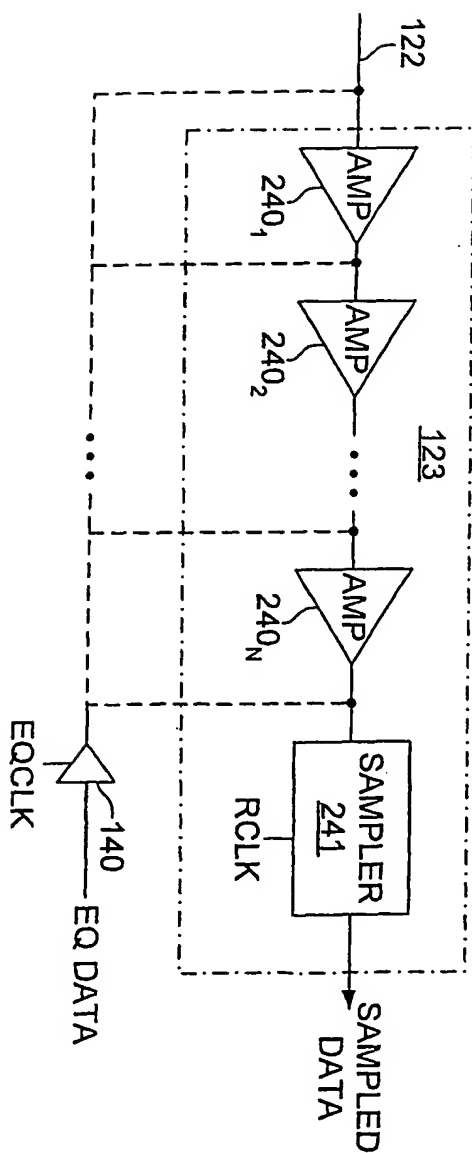 122
AMP
240₁
AMP
240₂
123
AMP
240ₙ
SAMPLER
241
RCLK
SAMPLED
DATA
140
EQCLK
EQ DATA